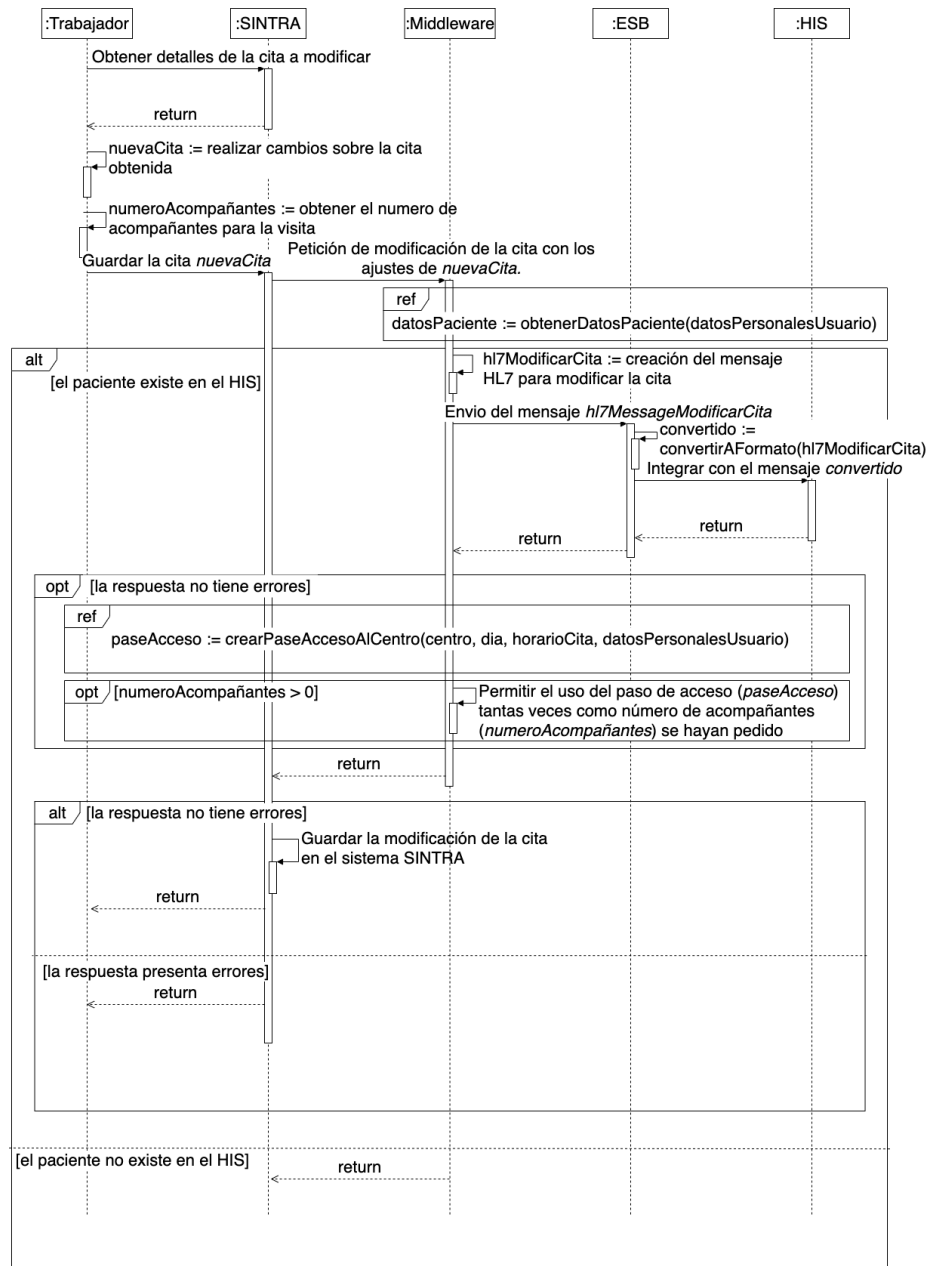 :Trabajador
:SINTRA
:Middleware
:ESB
:HIS
Obtener detalles de la cita a modificar
return
nuevaCita := realizar cambios sobre la cita
obtenida
numeroAcompañantes := obtener el numero de
acompañantes para la visita
Guardar la cita nuevaCita
Petición de modificación de la cita con los
ajustes de nuevaCita.
ref
datosPaciente := obtenerDatosPaciente(datosPersonalesUsuario)
alt
[el paciente existe en el HIS]
hl7ModificarCita := creación del mensaje
HL7 para modificar la cita
Envio del mensaje hl7MessageModificarCita
convertido :=
convertirAFormato(hl7ModificarCita)
Integrar con el mensaje convertido
return
return
opt
[la respuesta no tiene errores]
ref
paseAcceso := crearPaseAccesoAlCentro(centro, dia, horarioCita, datosPersonalesUsuario)
opt
[numeroAcompañantes > 0]
Permitir el uso del paso de acceso (paseAcceso)
tantas veces como número de acompañantes
(numeroAcompañantes) se hayan pedido
return
alt
[la respuesta no tiene errores]
Guardar la modificación de la cita
en el sistema SINTRA
return
[la respuesta presenta errores]
return
[el paciente no existe en el HIS]
return